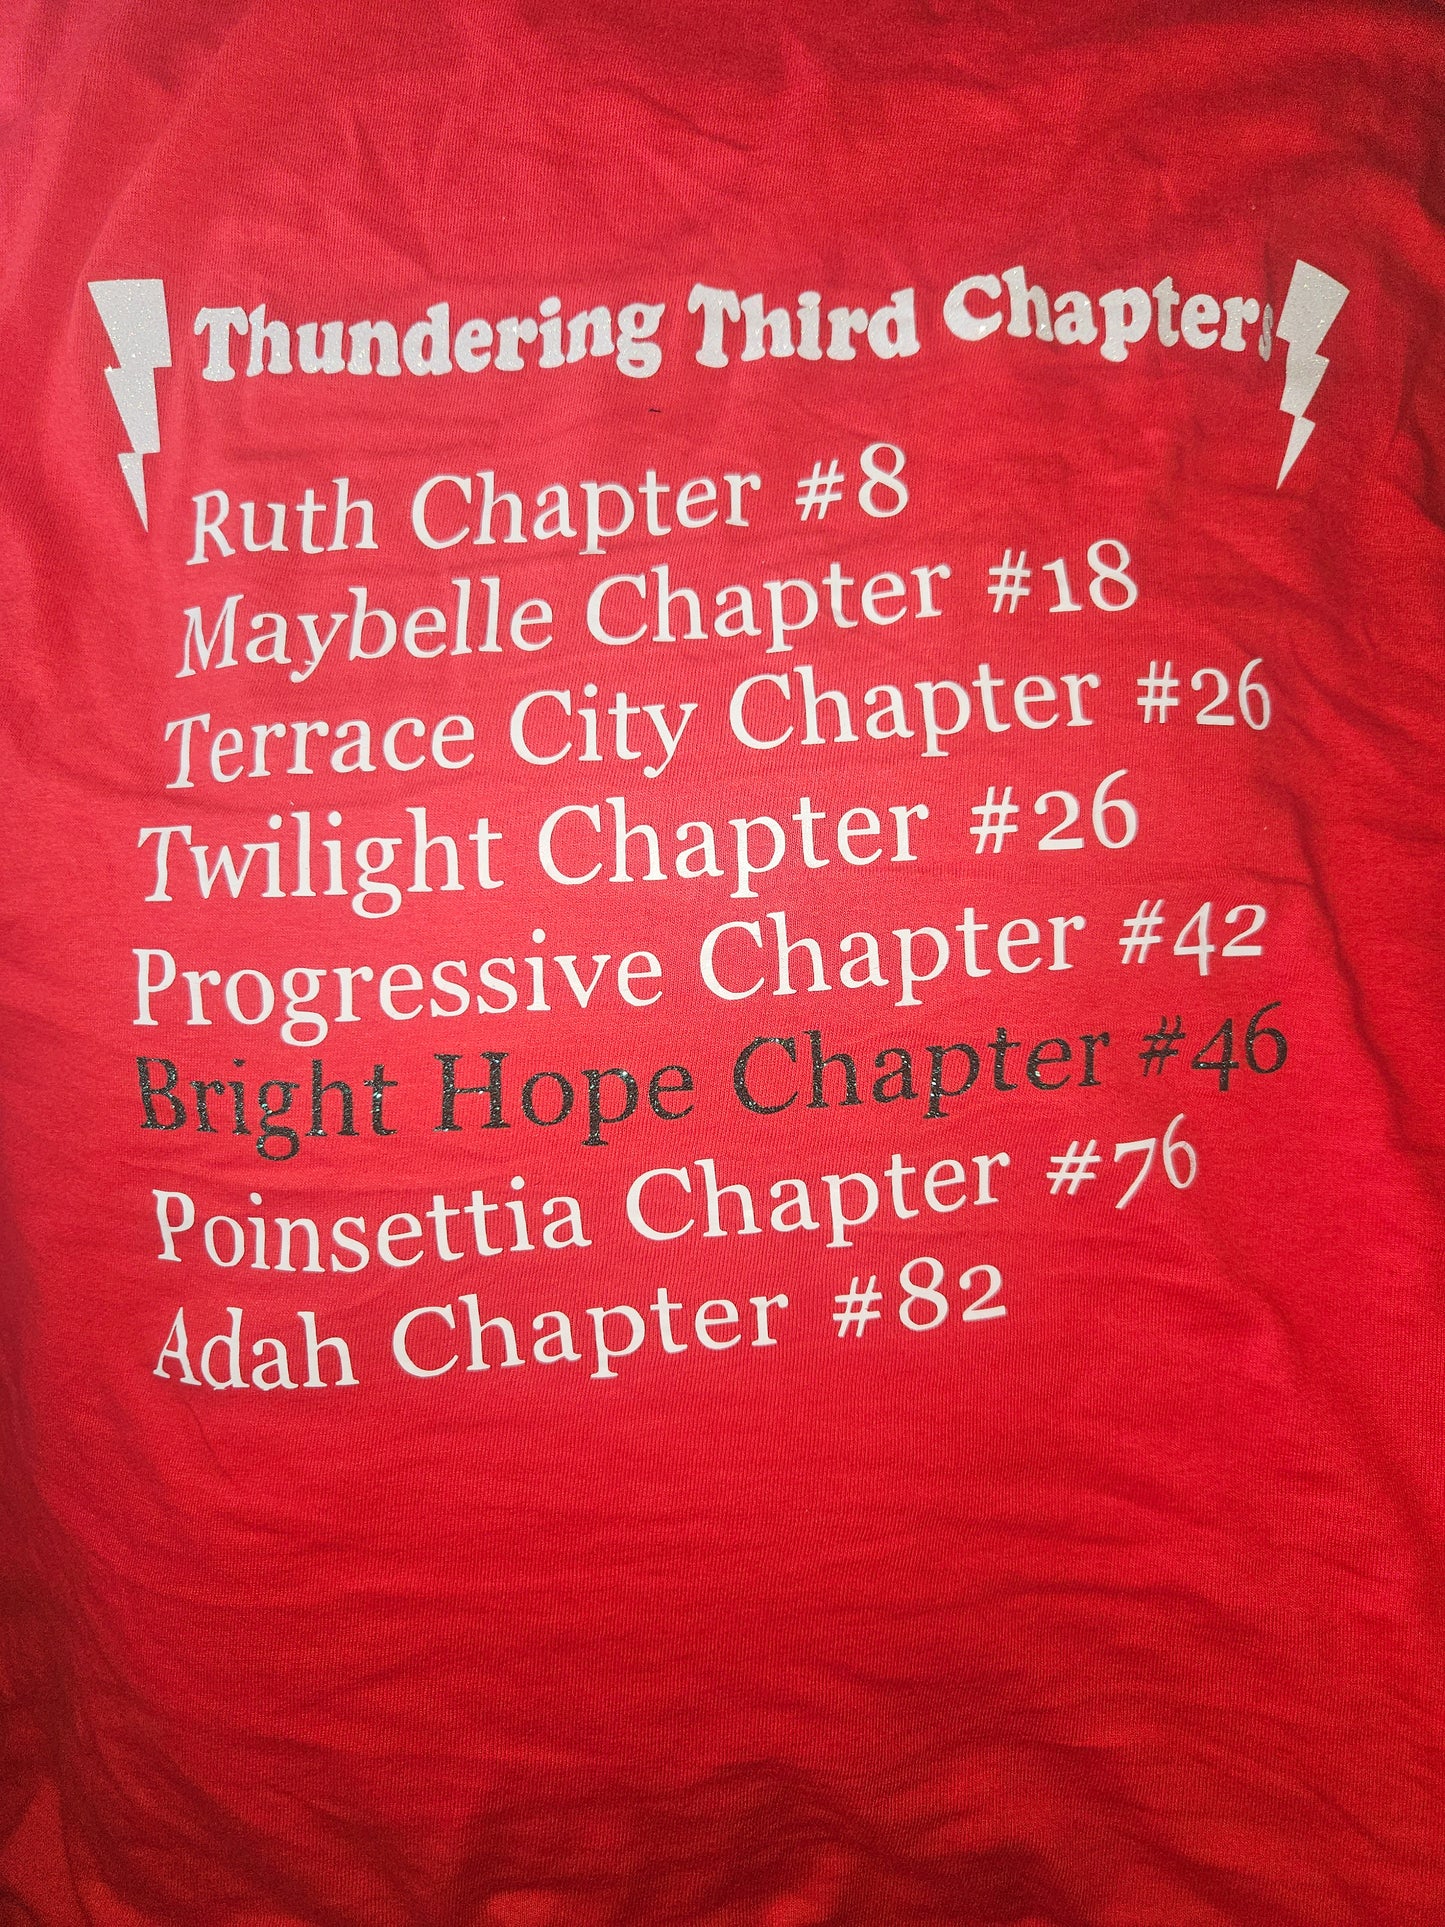 Thundering Third Chapters
Ruth Chapter #8
Maybelle Chapter #18
Terrace City Chapter #26
Twilight Chapter #26
Progressive Chapter #42
Bright Hope Chapter #46
Poinsettia Chapter #76
Adah Chapter #82